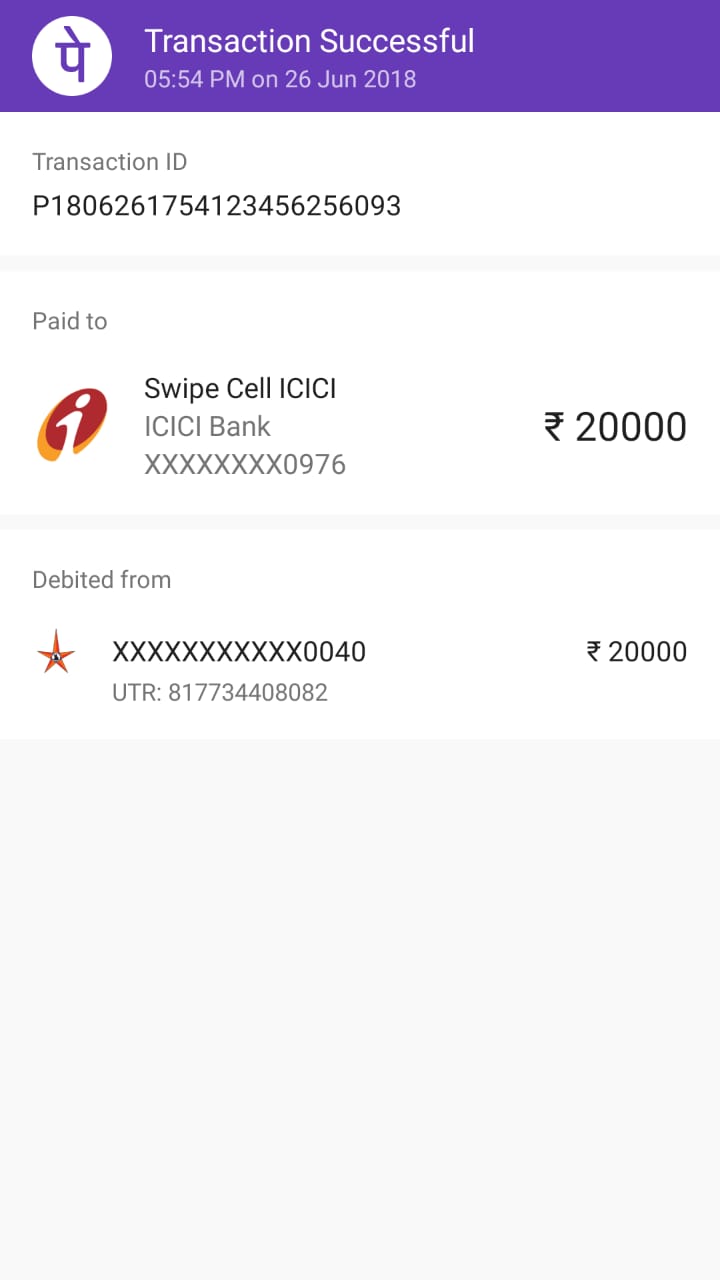 पे
Transaction Successful
05:54 PM on 26 Jun 2018
Transaction ID
P1806261754123456256093
Paid to
Swipe Cell ICICI
ICICI Bank
XXXXXXXX0976
₹ 20000
Debited from
XXXXXXXXXXX0040
₹ 20000
UTR: 817734408082